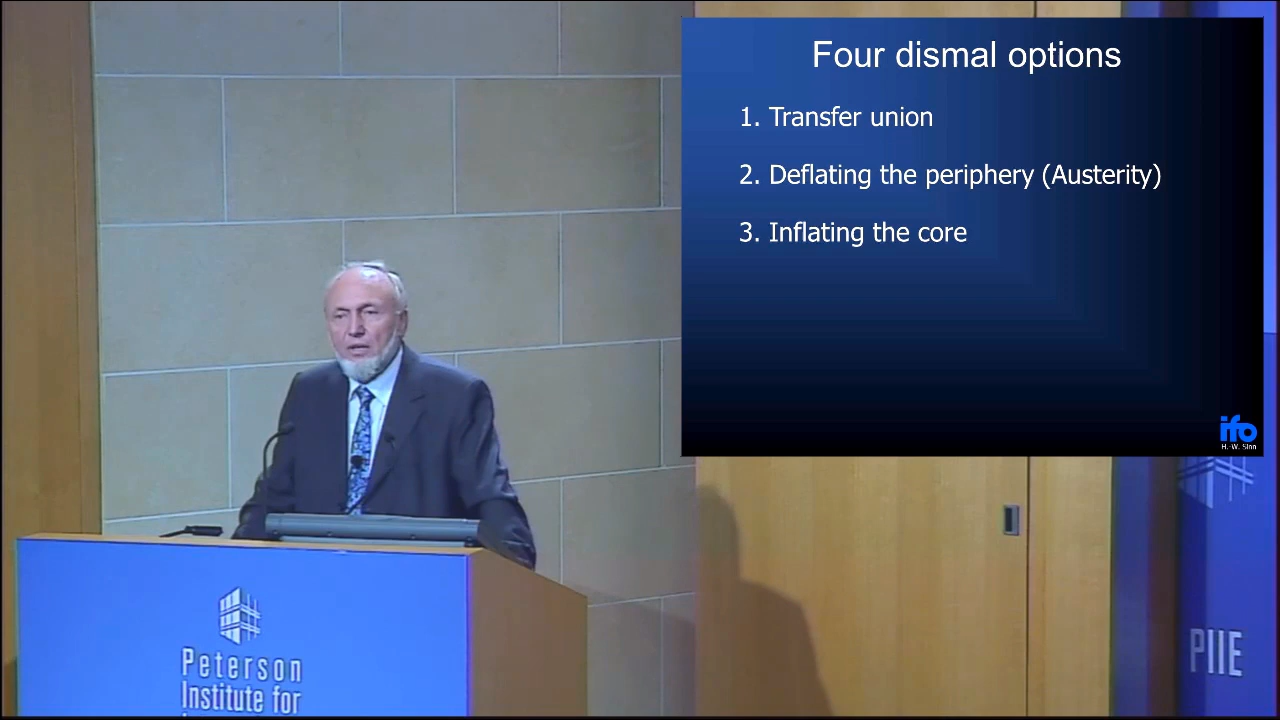 Four dismal options
1. Transfer union
2. Deflating the periphery (Austerity)
3. Inflating the core
ifo
H.-W. Sinn
Peterson
Institute for
PIIE